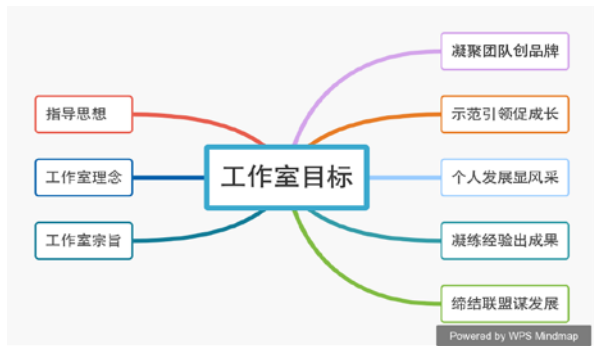 指导思想
工作室理念
工作室宗旨
工作室目标
凝聚团队创品牌
示范引领促成长
个人发展显风采
凝练经验出成果
缔结联盟谋发展
Powered by WPS Mindmap